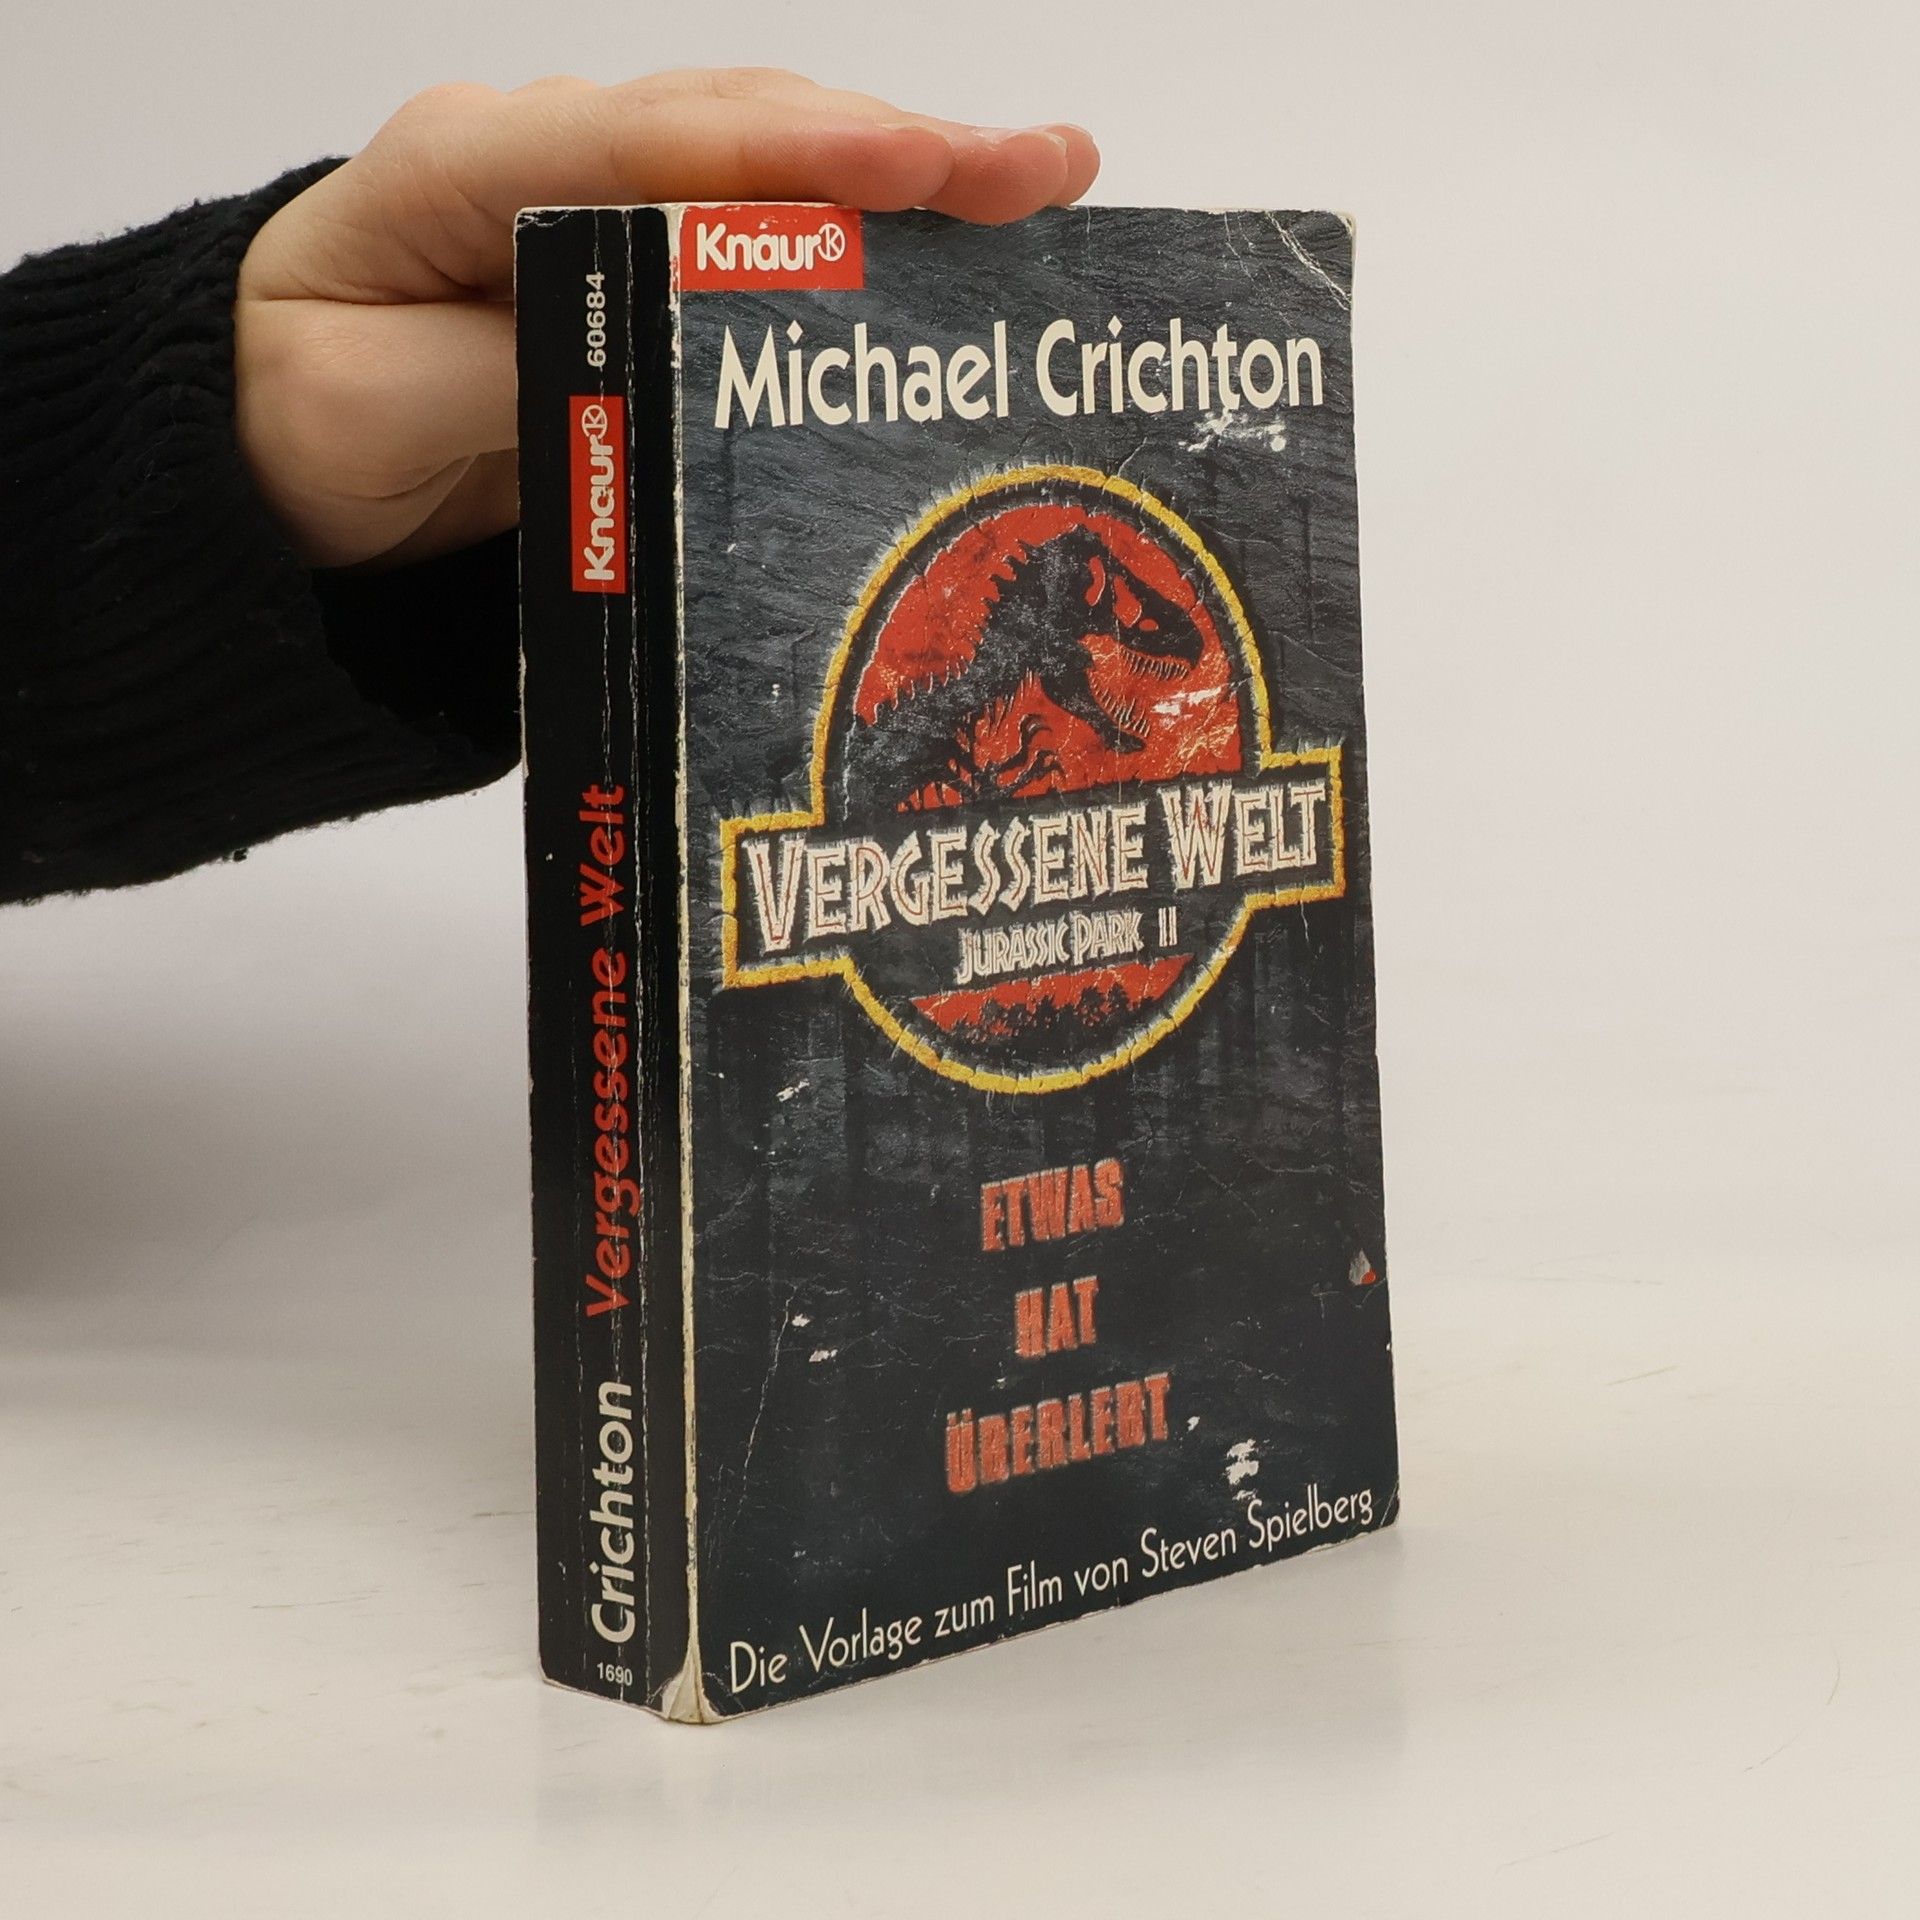 60684
Knaur
Vergessene Welt
Crichton
1690
Knaur
Michael Crichton
VERGESSENE WELT
JURASSIC PARK II
ETWAS
HAT
ÜBERLEBT
Die Vorlage zum Film von Steven Spielberg